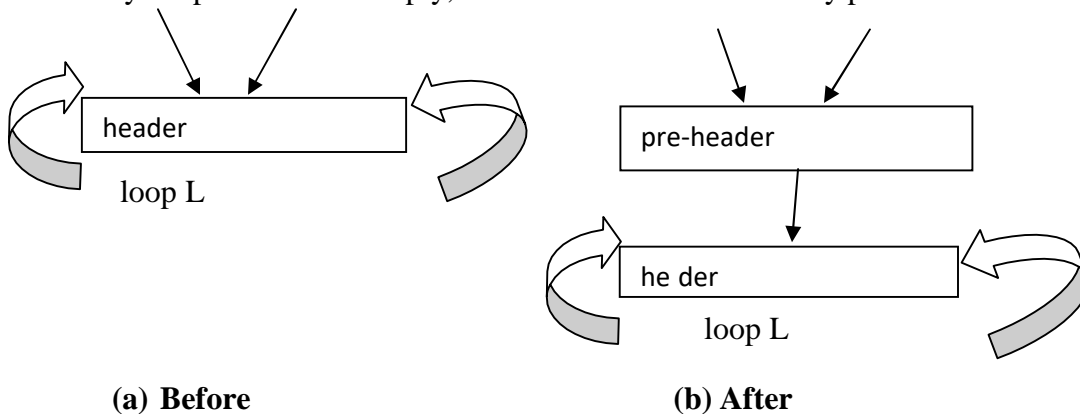 header
loop L
pre-header
he der
loop L
(a) Before
(b) After